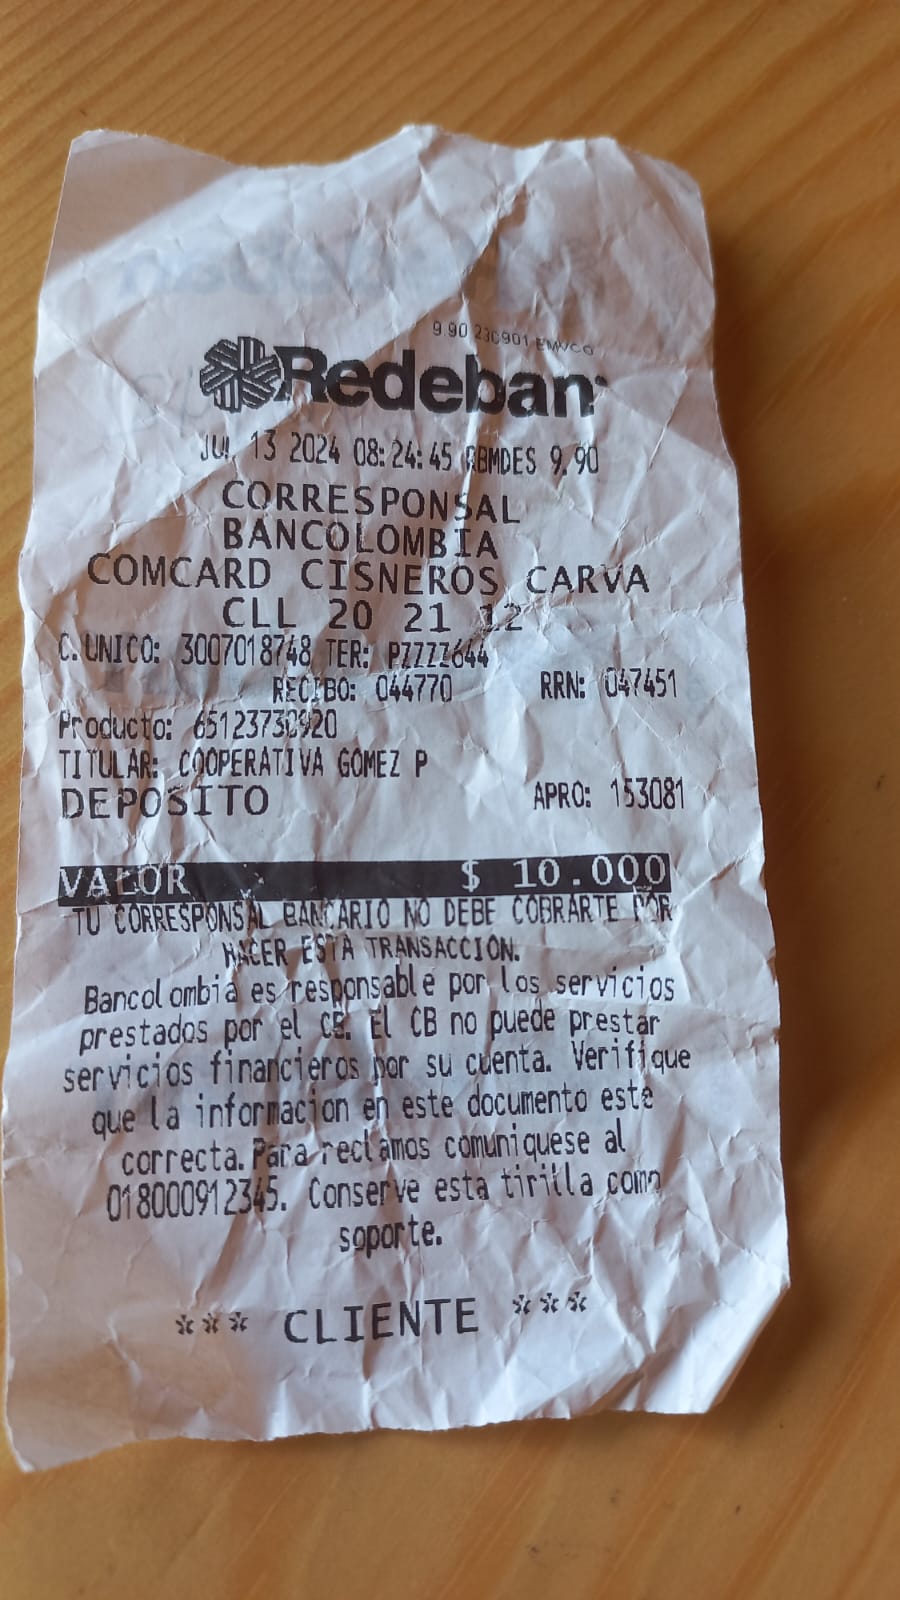 9.90 230901 EMVCO
Redeban
JUL 13 2024 08:24:45 RBMDES 9.90
CORRESPONSAL
BANCOLOMBIA
COMCARD CISNEROS CARVA
CLL 20 21 12
C.UNICO: 3007018748 TER: PZZZZ644
RECIBO: 044770 RRN: 047451
Producto:
TITULAR: COOPERATIVA GOMEZ P
DEPOSITO APRO: 153081
VALOR $ 10.000
TU CORRESPONSAL BANCARIO NO DEBE COBRARTE POR
HACER ESTA TRANSACCION.
Bancolombia es responsable por los servicios
prestados por el CB. El CB no puede prestar
servicios financieros por su cuenta. Verifique
que la informacion en este documento este
correcta. Para reclamos comuniquese al
018000912345. Conserve esta tirilla como
soporte.
*** CLIENTE ***